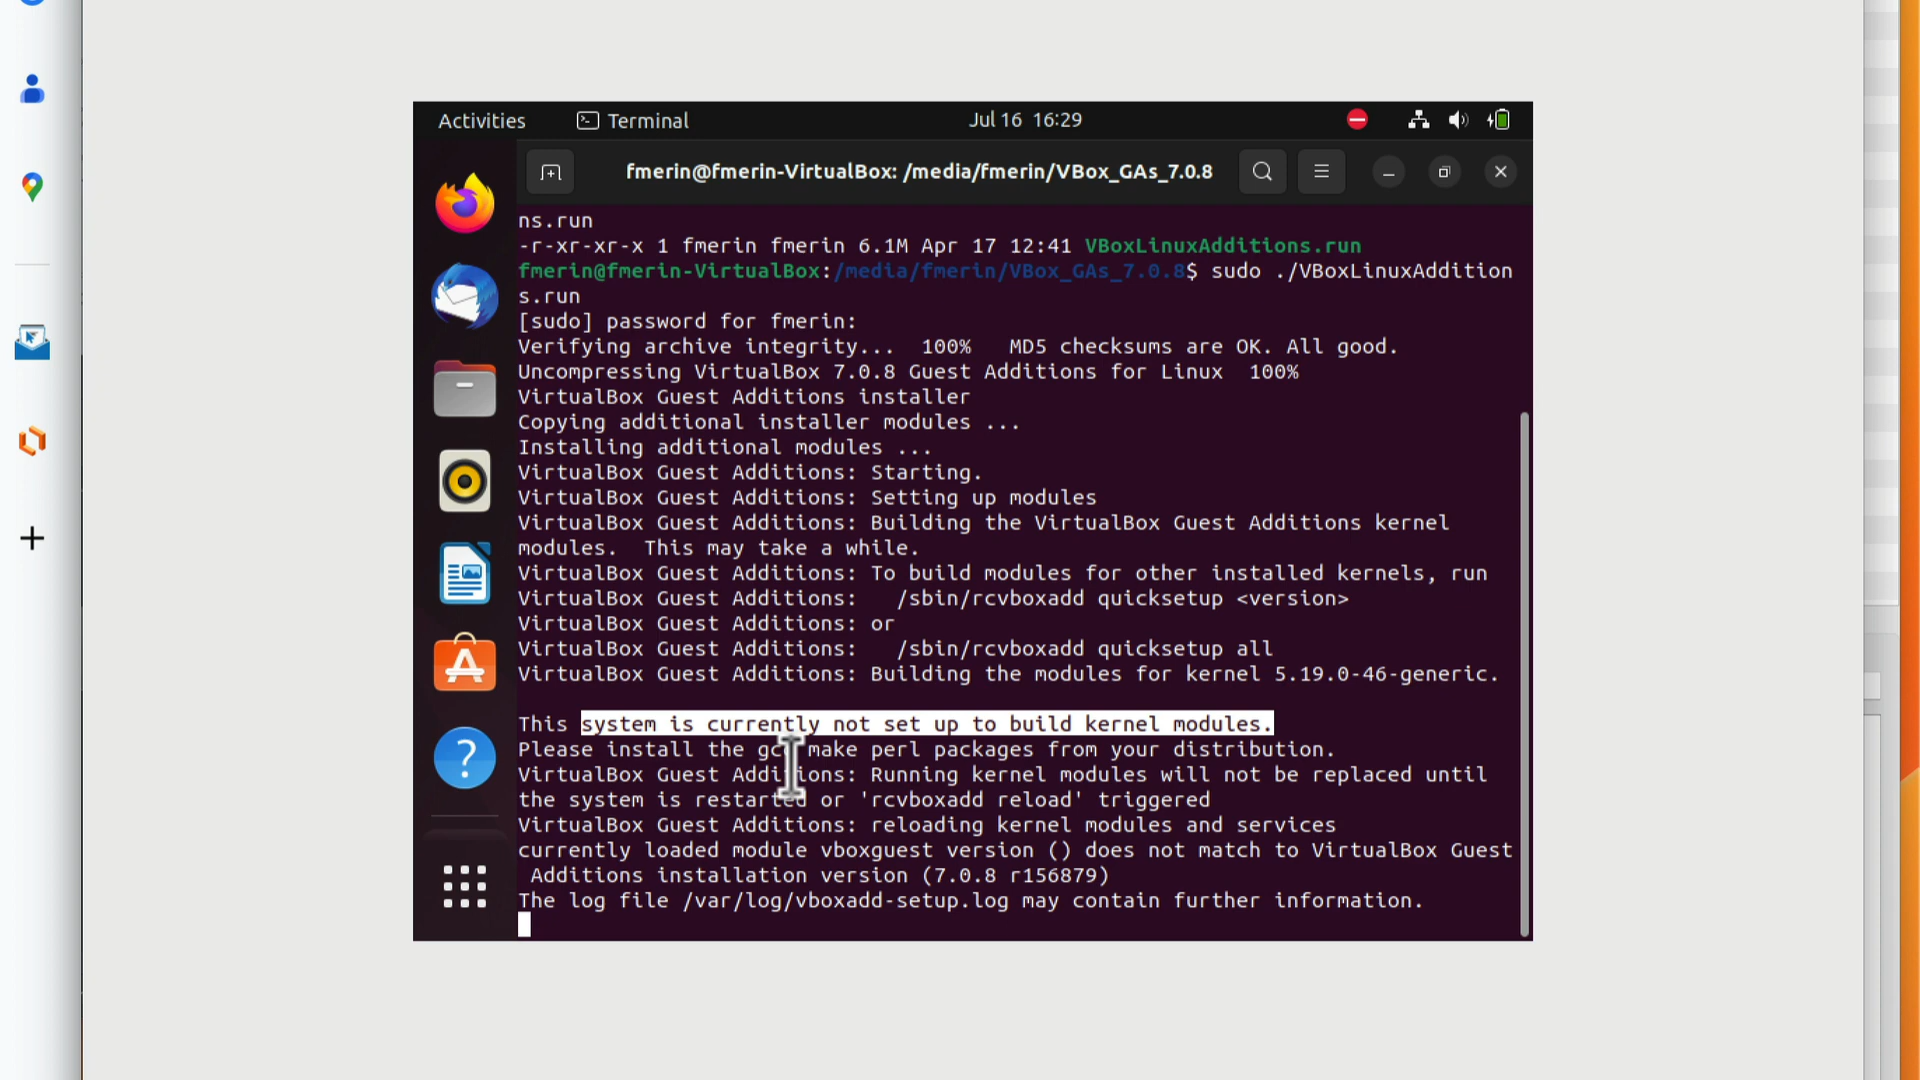 Activities Terminal Jul 16 16:29
fmerin@fmerin-VirtualBox: /media/fmerin/VBox_GAs_7.0.8
ns.run
-r-xr-xr-x 1 fmerin fmerin 6.1M Apr 17 12:41 VBoxLinuxAdditions.run
fmerin@fmerin-VirtualBox:/media/fmerin/VBox_GAs_7.0.8$ sudo ./VBoxLinuxAddition
s.run
[sudo] password for fmerin:
Verifying archive integrity...  100%   MD5 checksums are OK. All good.
Uncompressing VirtualBox 7.0.8 Guest Additions for Linux  100%
VirtualBox Guest Additions installer
Copying additional installer modules ...
Installing additional modules ...
VirtualBox Guest Additions: Starting.
VirtualBox Guest Additions: Setting up modules
VirtualBox Guest Additions: Building the VirtualBox Guest Additions kernel
modules.  This may take a while.
VirtualBox Guest Additions: To build modules for other installed kernels, run
VirtualBox Guest Additions:   /sbin/rcvboxadd quicksetup <version>
VirtualBox Guest Additions: or
VirtualBox Guest Additions:   /sbin/rcvboxadd quicksetup all
VirtualBox Guest Additions: Building the modules for kernel 5.19.0-46-generic.
This system is currently not set up to build kernel modules.
Please install the gcc make perl packages from your distribution.
VirtualBox Guest Additions: Running kernel modules will not be replaced until
the system is restarted or 'rcvboxadd reload' triggered
VirtualBox Guest Additions: reloading kernel modules and services
currently loaded module vboxguest version () does not match to VirtualBox Guest
Additions installation version (7.0.8 r156879)
The log file /var/log/vboxadd-setup.log may contain further information.